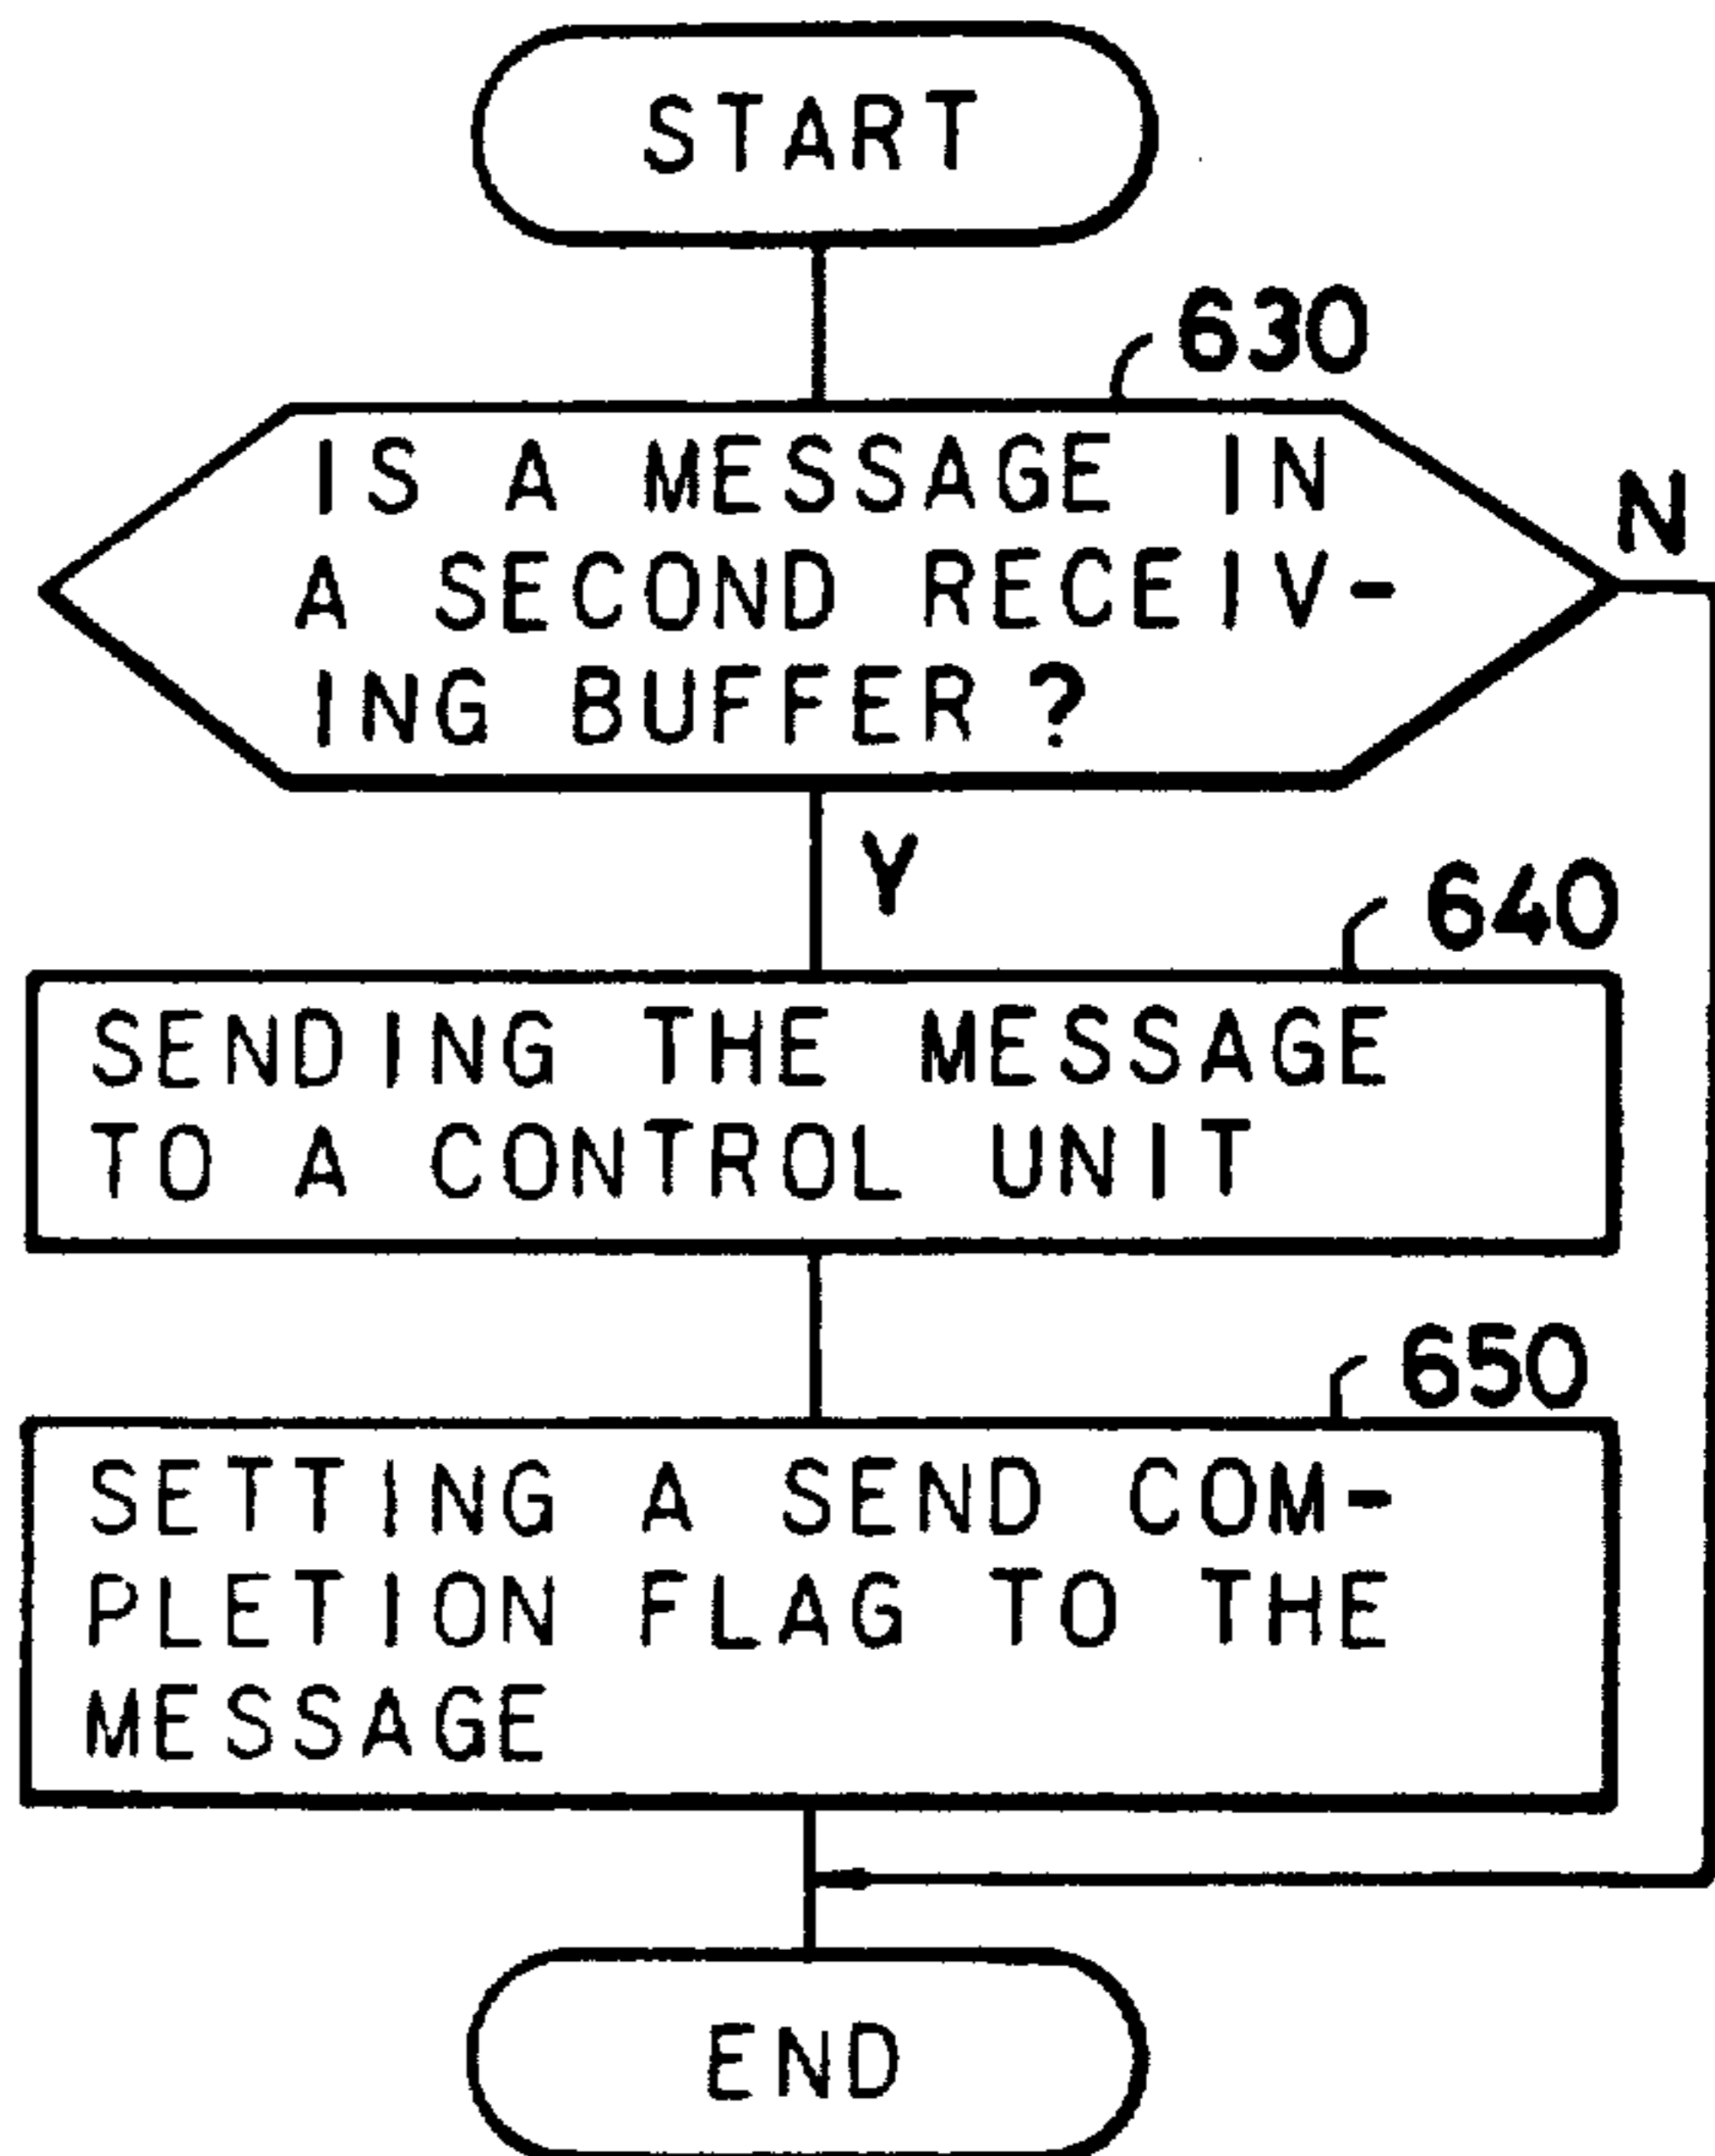 START
630
IS A MESSAGE IN
A SECOND RECEIV-
ING BUFFER?
N
Y
640
SENDING THE MESSAGE
TO A CONTROL UNIT
650
SETTING A SEND COM-
PLETION FLAG TO THE
MESSAGE
END